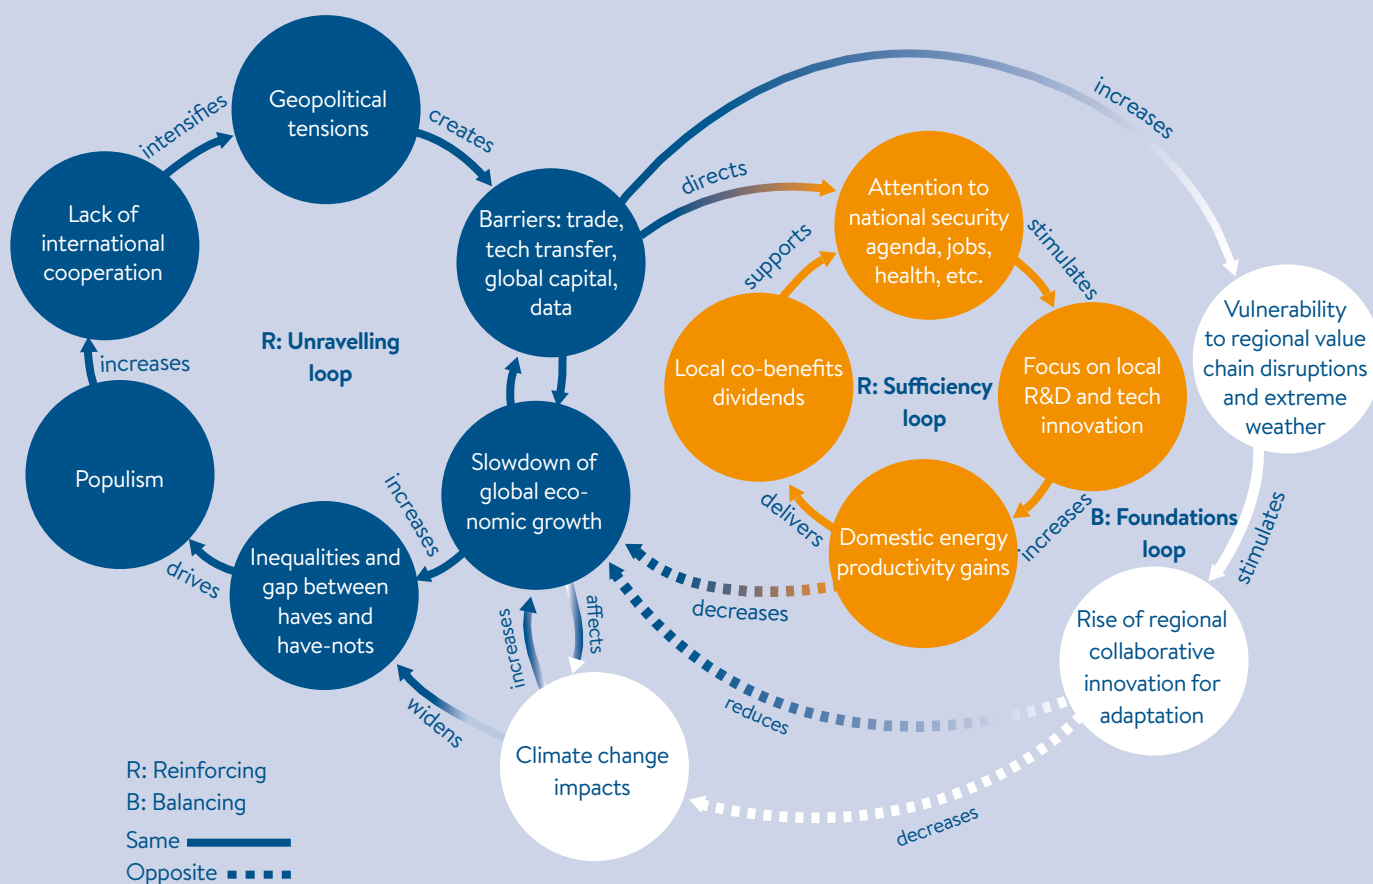 Geopolitical
tensions
intensifies
creates
Lack of
international
cooperation
Barriers: trade,
tech transfer,
global capital,
data
increases
directs
Attention to
national security
agenda, jobs,
health, etc.
supports
stimulates
increases
Vulnerability
to regional value
chain disruptions
and extreme
weather
R: Unravelling
loop
increases
Populism
Slowdown of
global eco-
nomic growth
increases
Inequalities and
gap between
haves and
have-nots
drives
Local co-benefits
dividends
R: Sufficiency
loop
Focus on local
R&D and tech
innovation
delivers
Domestic energy
productivity gains
increases
B: Foundations
loop
stimulates
decreases
Rise of regional
collaborative
innovation for
adaptation
affects
increases
widens
reduces
Climate change
impacts
decreases
R: Reinforcing
B: Balancing
Same
Opposite